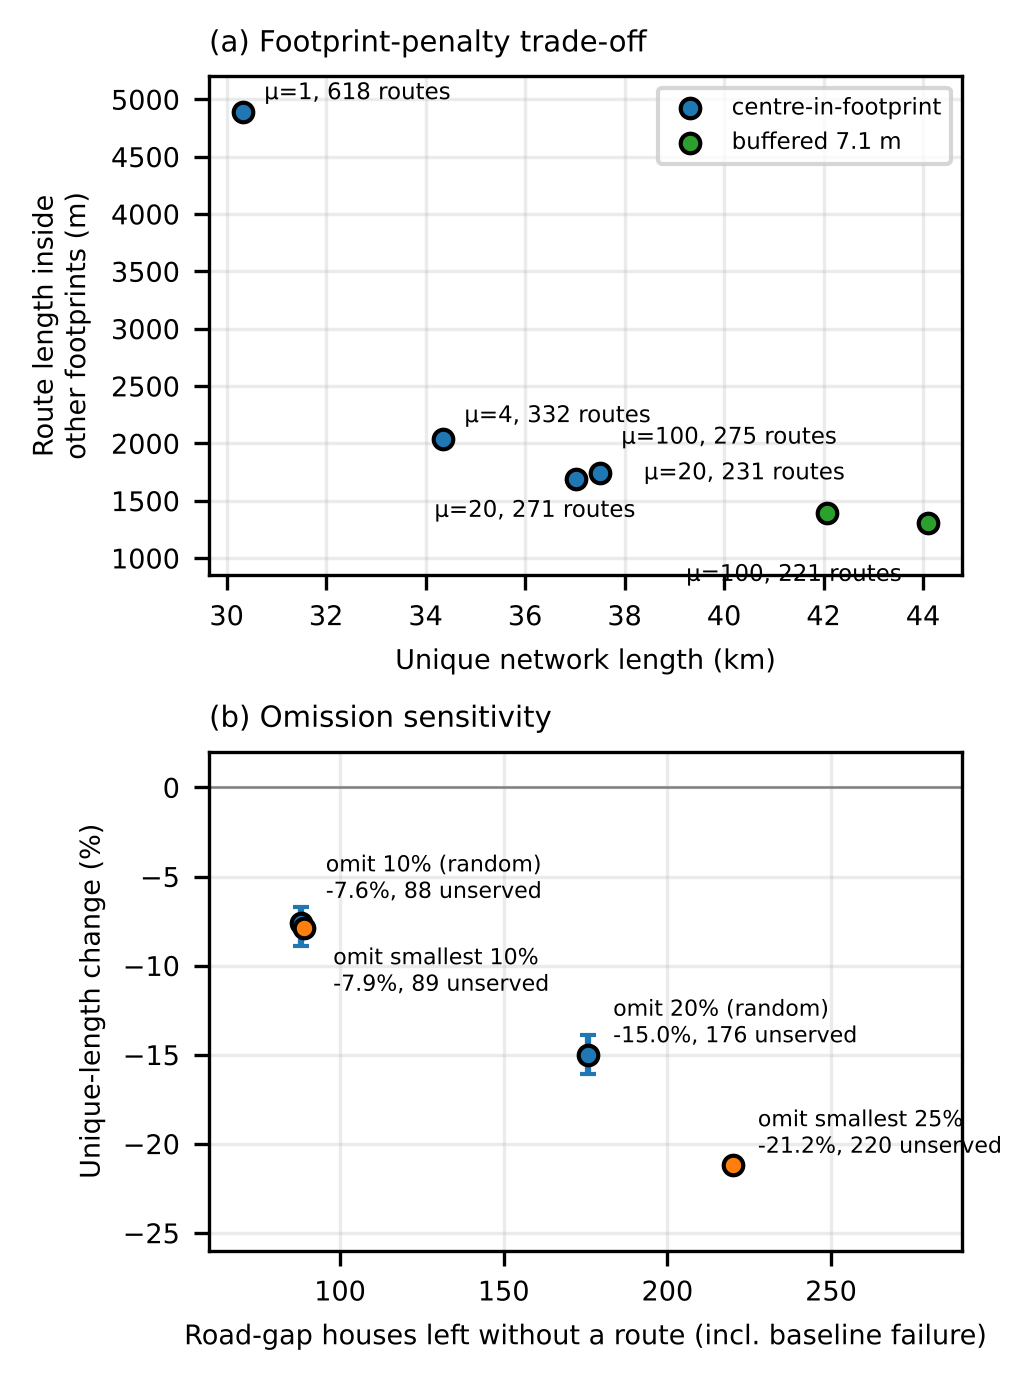 (a) Footprint-penalty trade-off
μ=1, 618 routes
centre-in-footprint
buffered 7.1 m
5000
4500
4000
3500
3000
2500
2000
1500
1000
Route length inside
other footprints (m)
μ=4, 332 routes
μ=100, 275 routes
μ=20, 231 routes
μ=20, 271 routes
μ=100, 221 routes
30 32 34 36 38 40 42 44
Unique network length (km)
(b) Omission sensitivity
0
−5
−10
−15
−20
−25
Unique-length change (%)
omit 10% (random)
-7.6%, 88 unserved
omit smallest 10%
-7.9%, 89 unserved
omit 20% (random)
-15.0%, 176 unserved
omit smallest 25%
-21.2%, 220 unserved
100 150 200 250
Road-gap houses left without a route (incl. baseline failure)